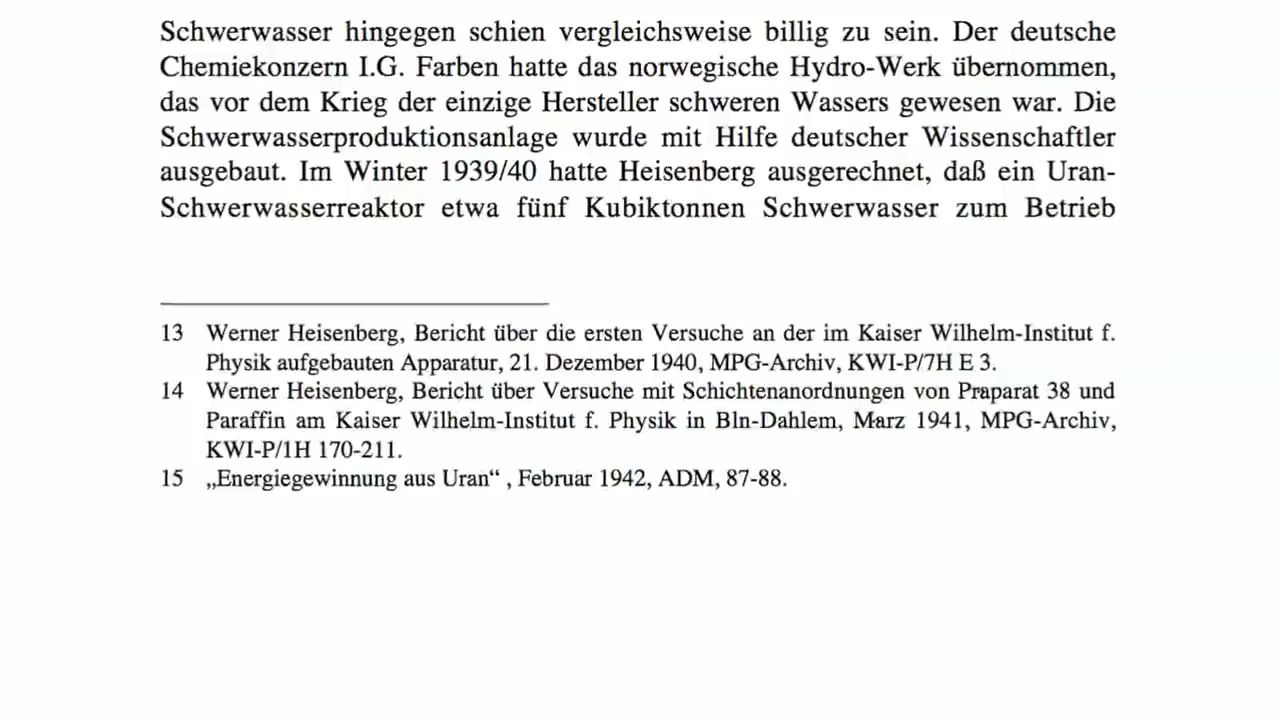 Schwerwasser hingegen schien vergleichsweise billig zu sein. Der deutsche
Chemiekonzern I.G. Farben hatte das norwegische Hydro-Werk übernommen,
das vor dem Krieg der einzige Hersteller schweren Wassers gewesen war. Die
Schwerwasserproduktionsanlage wurde mit Hilfe deutscher Wissenschaftler
ausgebaut. Im Winter 1939/40 hatte Heisenberg ausgerechnet, daß ein Uran-
Schwerwasserreaktor etwa fünf Kubiktonnen Schwerwasser zum Betrieb
13 Werner Heisenberg, Bericht über die ersten Versuche an der im Kaiser Wilhelm-Institut f.
Physik aufgebauten Apparatur, 21. Dezember 1940, MPG-Archiv, KWI-P/7H E 3.
14 Werner Heisenberg, Bericht über Versuche mit Schichtenanordnungen von Praparat 38 und
Paraffin am Kaiser Wilhelm-Institut f. Physik in Bln-Dahlem, Marz 1941, MPG-Archiv,
KWI-P/1H 170-211.
15 „Energiegewinnung aus Uran“ , Februar 1942, ADM, 87-88.